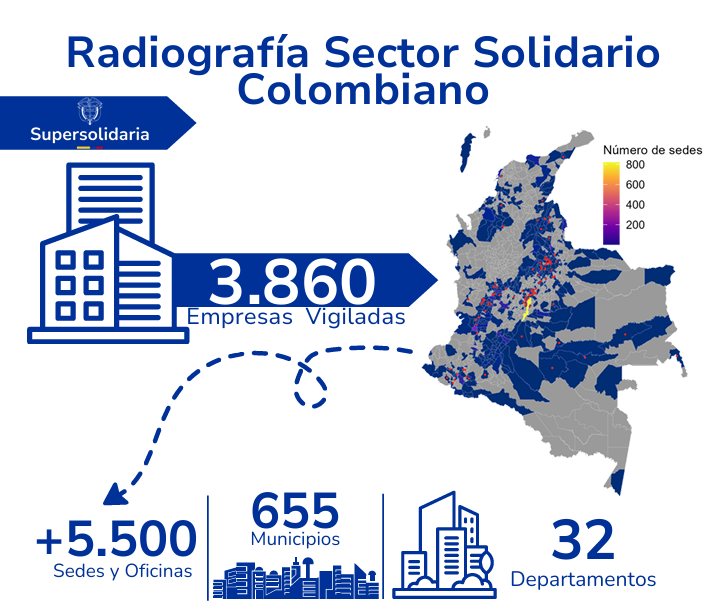 Radiografía Sector Solidario
Colombiano
Supersolidaria
Número de sedes
800
600
400
200
3.860
Empresas Vigiladas
+5.500
Sedes y Oficinas
655
Municipios
32
Departamentos